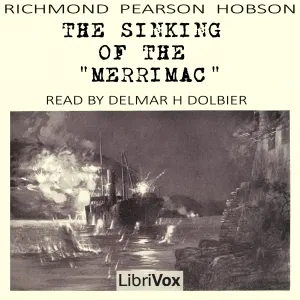 RICHMOND PEARSON HOBSON
THE SINKING
OF THE
"MERRIMAC"
READ BY DELMAR H DOLBIER
LibriVox